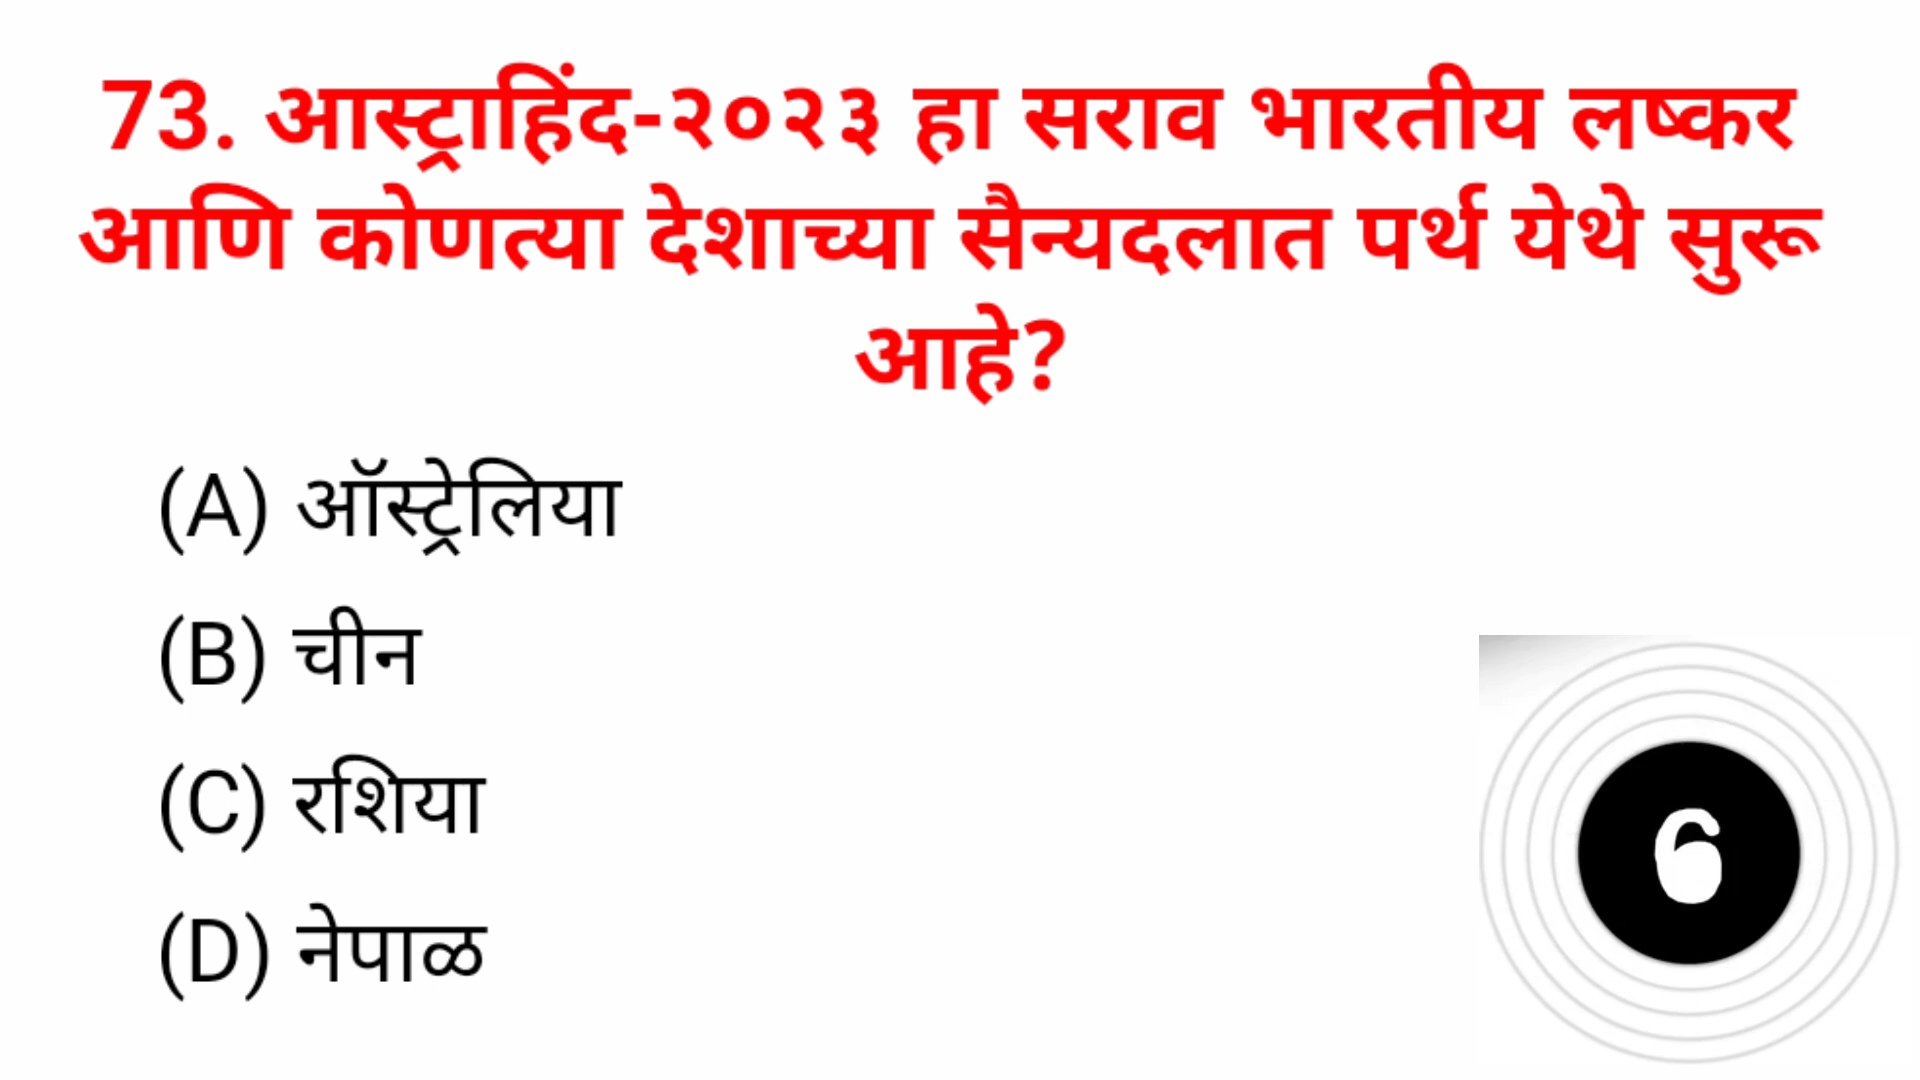 73. आस्ट्राहिंद-२०२३ हा सराव भारतीय लष्कर
आणि कोणत्या देशाच्या सैन्यदलात पर्थ येथे सुरू
आहे?
(A) ऑस्ट्रेलिया
(B) चीन
(C) रशिया
(D) नेपाळ
6